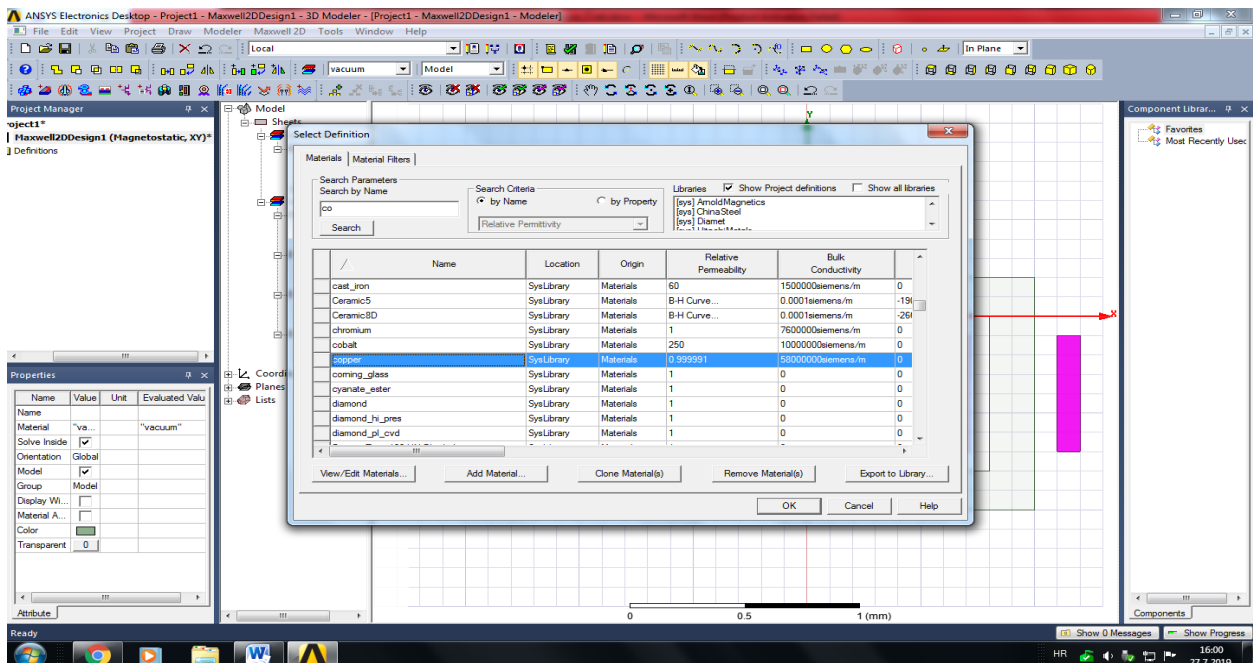 ANSYS Electronics Desktop - Project1 - Maxwell2DDesign1 - 3D Modeler - [Project1 - Maxwell2DDesign1 - Modeler]
File Edit View Project Draw Modeler Maxwell 2D Tools Window Help
Local
In Plane
vacuum
Model
Project Manager
roject1*
Maxwell2DDesign1 (Magnetostatic, XY)*
Definitions
Properties
Name Value Unit Evaluated Valu
Name
Material "va... "vacuum"
Solve Inside
Orientation Global
Model
Group Model
Display Wi...
Material A...
Color
Transparent 0
Attribute
Model
Sheets
Coordi
Planes
Lists
Select Definition
Materials Material Filters
Search Parameters
Search by Name
co
Search
Search Criteria
by Name by Property
Relative Permittivity
Libraries Show Project definitions Show all libraries
[sys] ArnoldMagnetics
[sys] ChinaSteel
[sys] Diamet
Name Location Origin Relative Permeability Bulk Conductivity
cast_iron SysLibrary Materials 60 1500000siemens/m 0
Ceramic5 SysLibrary Materials B-H Curve... 0.0001siemens/m
Ceramic8D SysLibrary Materials B-H Curve... 0.0001siemens/m
chromium SysLibrary Materials 1 7600000siemens/m 0
cobalt SysLibrary Materials 250 10000000siemens/m 0
copper SysLibrary Materials 0.999991 58000000siemens/m 0
corning_glass SysLibrary Materials 1 0 0
cyanate_ester SysLibrary Materials 1 0 0
diamond SysLibrary Materials 1 0 0
diamond_hi_pres SysLibrary Materials 1 0 0
diamond_pl_cvd SysLibrary Materials 1 0 0
View/Edit Materials... Add Material... Clone Material(s) Remove Material(s) Export to Library...
OK Cancel Help
Y
X
0 0.5 1 (mm)
Component Librar...
Favorites
Most Recently Usec
Components
Ready
Show 0 Messages Show Progress
HR
16:00
27.7.2019